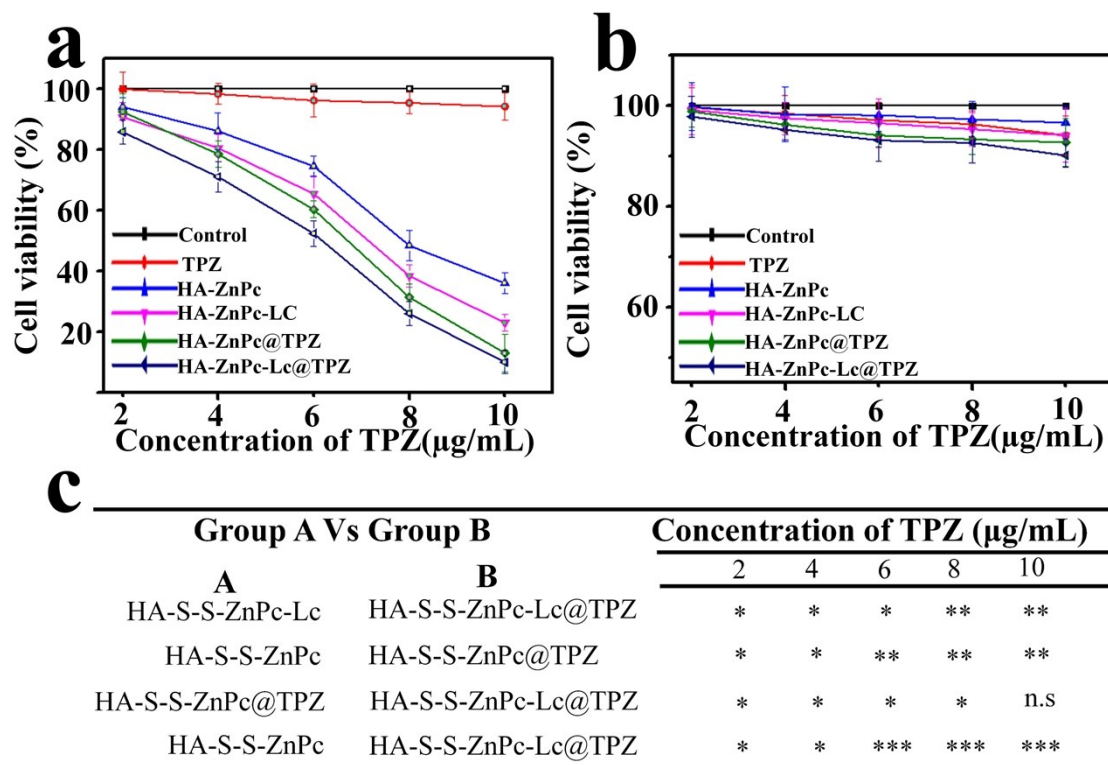 a
Cell viability (%)
100
80
60
40
20
Control
TPZ
HA-ZnPc
HA-ZnPc-LC
HA-ZnPc@TPZ
HA-ZnPc-Lc@TPZ
2 4 6 8 10
Concentration of TPZ(µg/mL)
b
Cell viability (%)
100
80
60
Control
TPZ
HA-ZnPc
HA-ZnPc-LC
HA-ZnPc@TPZ
HA-ZnPc-Lc@TPZ
2 4 6 8 10
Concentration of TPZ(µg/mL)
c
Group A Vs Group B Concentration of TPZ (µg/mL)
A B 2 4 6 8 10
HA-S-S-ZnPc-Lc HA-S-S-ZnPc-Lc@TPZ * * * ** **
HA-S-S-ZnPc HA-S-S-ZnPc@TPZ * * ** ** **
HA-S-S-ZnPc@TPZ HA-S-S-ZnPc-Lc@TPZ * * * * n.s
HA-S-S-ZnPc HA-S-S-ZnPc-Lc@TPZ * * *** *** ***